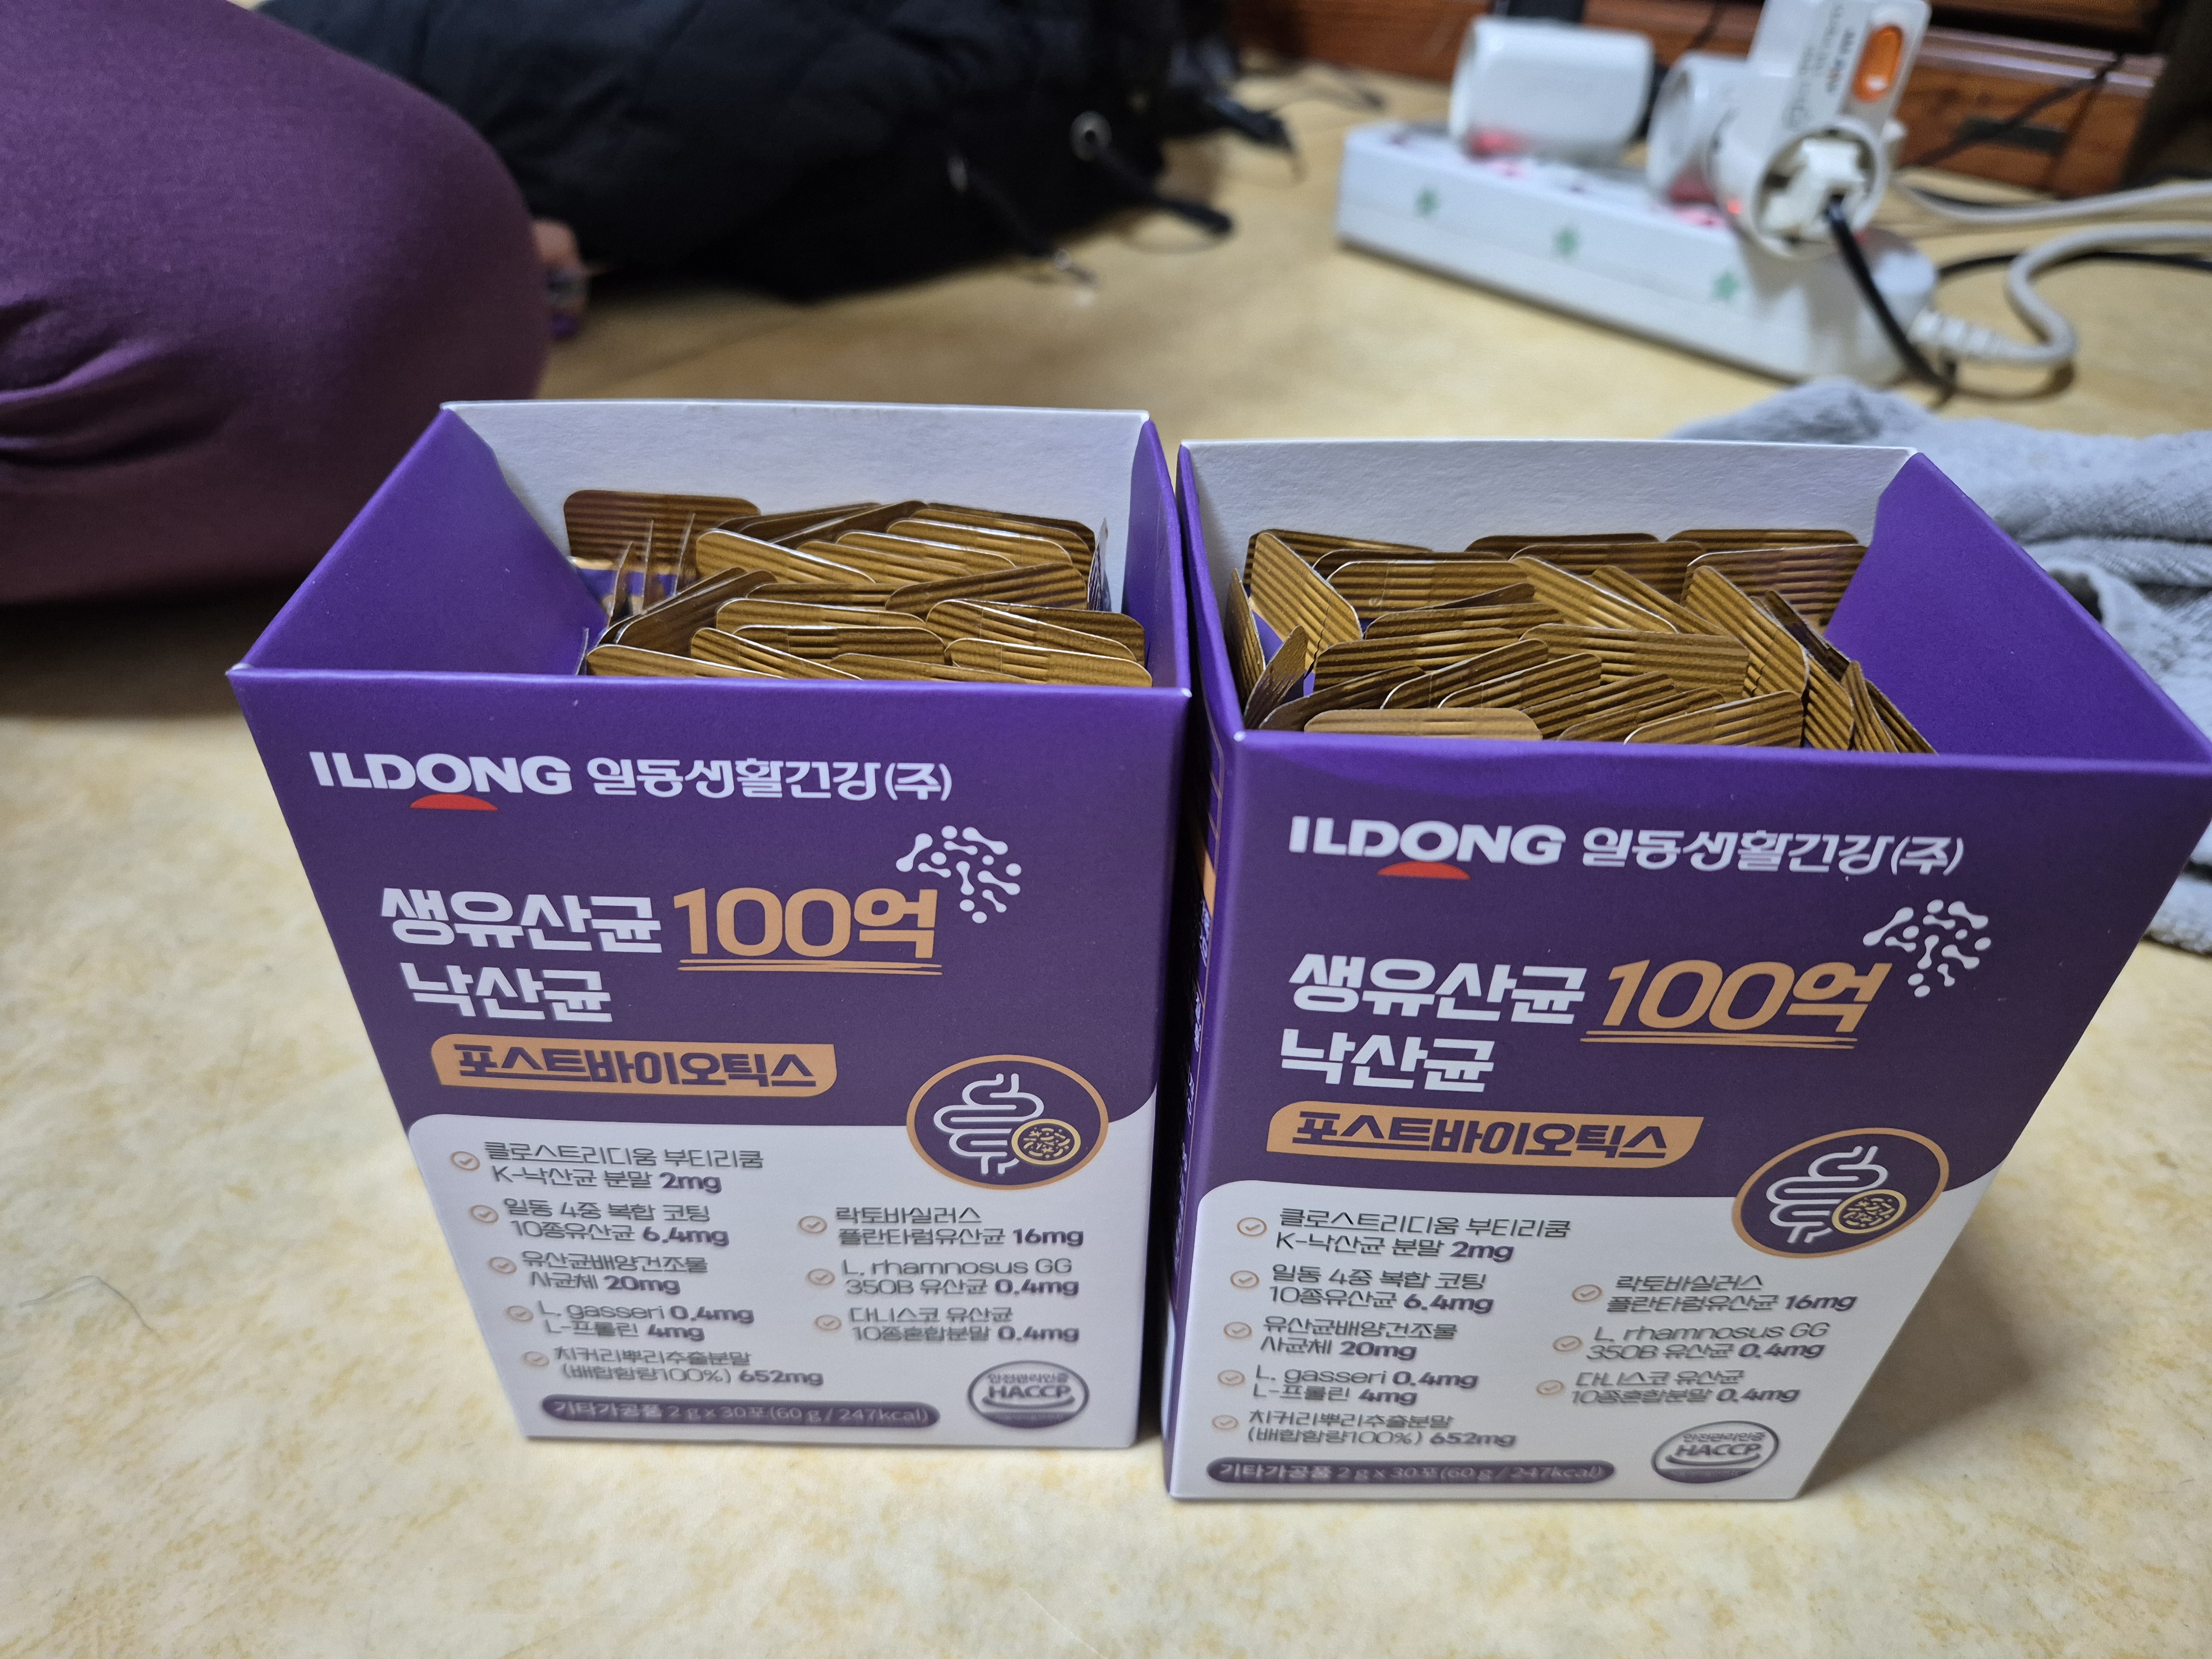 ILDONG 일동생활건강(주)
생유산균 100억
낙산균
포스트바이오틱스
클로스트리디움 부티리쿰
K-낙산균 분말 2mg
일동 4중 복합 코팅
10종유산균 6.4mg
유산균배양건조물
사균체 20mg
L. gasseri 0.4mg
L-프롤린 4mg
치커리뿌리추출분말
(배합함량100%) 652mg
락토바실러스
플란타럼유산균 16mg
L. rhamnosus GG
350B 유산균 0.4mg
다니스코 유산균
10종혼합분말 0.4mg
기타가공품 2 g x 30포(60 g / 247kcal)
안전관리인증
HACCP
ILDONG 일동생활건강(주)
생유산균 100억
낙산균
포스트바이오틱스
클로스트리디움 부티리쿰
K-낙산균 분말 2mg
일동 4중 복합 코팅
10종유산균 6.4mg
유산균배양건조물
사균체 20mg
L. gasseri 0.4mg
L-프롤린 4mg
치커리뿌리추출분말
(배합함량100%) 652mg
락토바실러스
플란타럼유산균 16mg
L. rhamnosus GG
350B 유산균 0.4mg
다니스코 유산균
10종혼합분말 0.4mg
기타가공품 2 g x 30포(60 g / 247kcal)
안전관리인증
HACCP